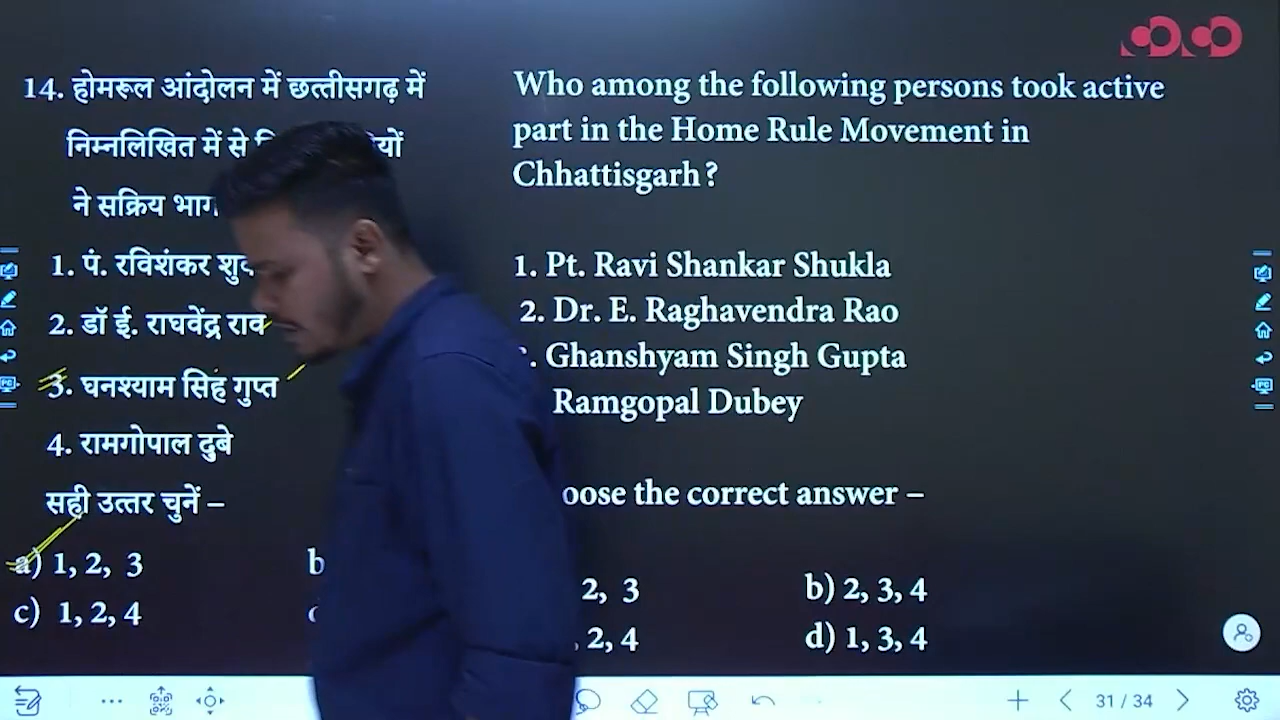 14. होमरूल आंदोलन में छत्तीसगढ़ में
निम्नलिखित में से
ने सक्रिय
1. पं. रविशंकर
2. डॉ ई. राघवेंद्र राव
3. घनश्याम सिंह गुप्त
4. रामगोपाल दुबे
सही उत्तर चुनें –
a) 1, 2, 3
c) 1, 2, 4
Who among the following persons took active
part in the Home Rule Movement in
Chhattisgarh?
1. Pt. Ravi Shankar Shukla
2. Dr. E. Raghavendra Rao
Ghanshyam Singh Gupta
Ramgopal Dubey
the correct answer –
2, 3 b) 2, 3, 4
2, 4 d) 1, 3, 4
31 / 34